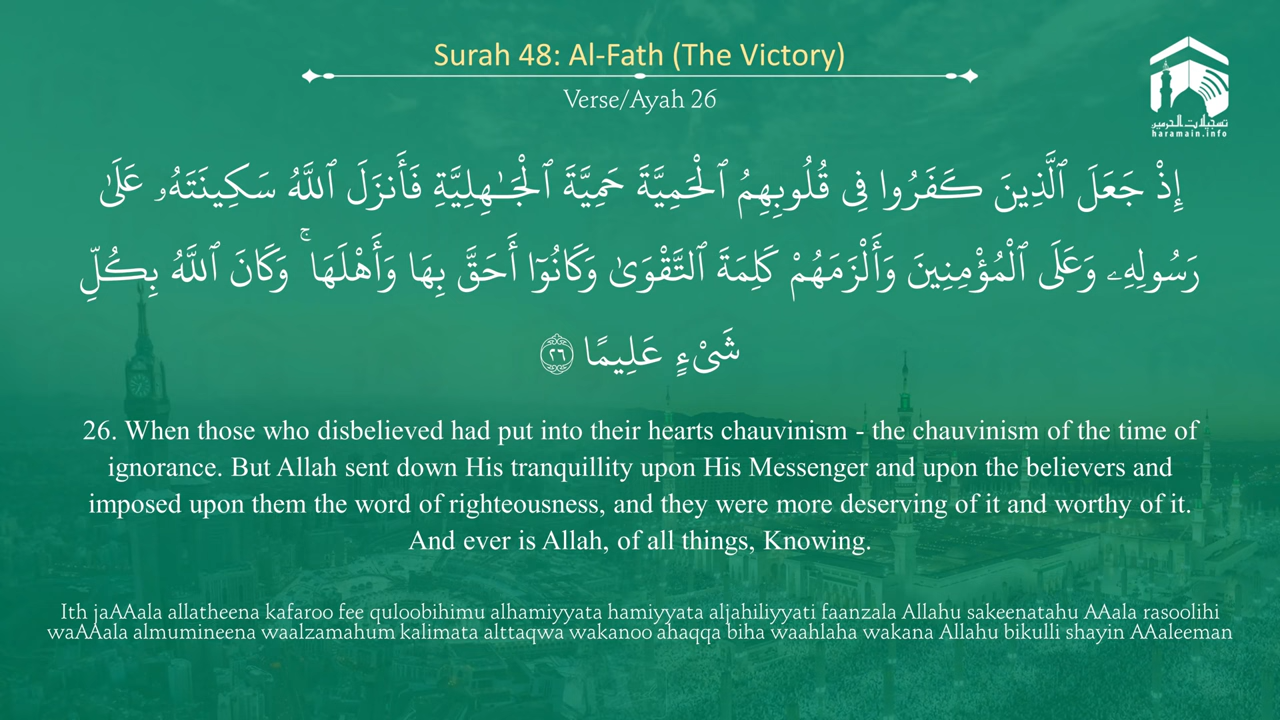 Surah 48: Al-Fath (The Victory)
Verse/Ayah 26
تسجيلات الحرمين
haramain.info
إِذْ جَعَلَ ٱلَّذِينَ كَفَرُوا فِى قُلُوبِهِمُ ٱلْحَمِيَّةَ حَمِيَّةَ ٱلْجَـٰهِلِيَّةِ فَأَنزَلَ ٱللَّهُ سَكِينَتَهُۥ عَلَىٰ
رَسُولِهِۦ وَعَلَى ٱلْمُؤْمِنِينَ وَأَلْزَمَهُمْ كَلِمَةَ ٱلتَّقْوَىٰ وَكَانُوٓا أَحَقَّ بِهَا وَأَهْلَهَا ۚ وَكَانَ ٱللَّهُ بِكُلِّ
شَىْءٍ عَلِيمًا ٢٦
26. When those who disbelieved had put into their hearts chauvinism - the chauvinism of the time of
ignorance. But Allah sent down His tranquillity upon His Messenger and upon the believers and
imposed upon them the word of righteousness, and they were more deserving of it and worthy of it.
And ever is Allah, of all things, Knowing.
Ith jaAAala allatheena kafaroo fee quloobihimu alhamiyyata hamiyyata aljahiliyyati faanzala Allahu sakeenatahu AAala rasoolihi
waAAala almumineena waalzamahum kalimata alttaqwa wakanoo ahaqqa biha waahlaha wakana Allahu bikulli shayin AAaleeman